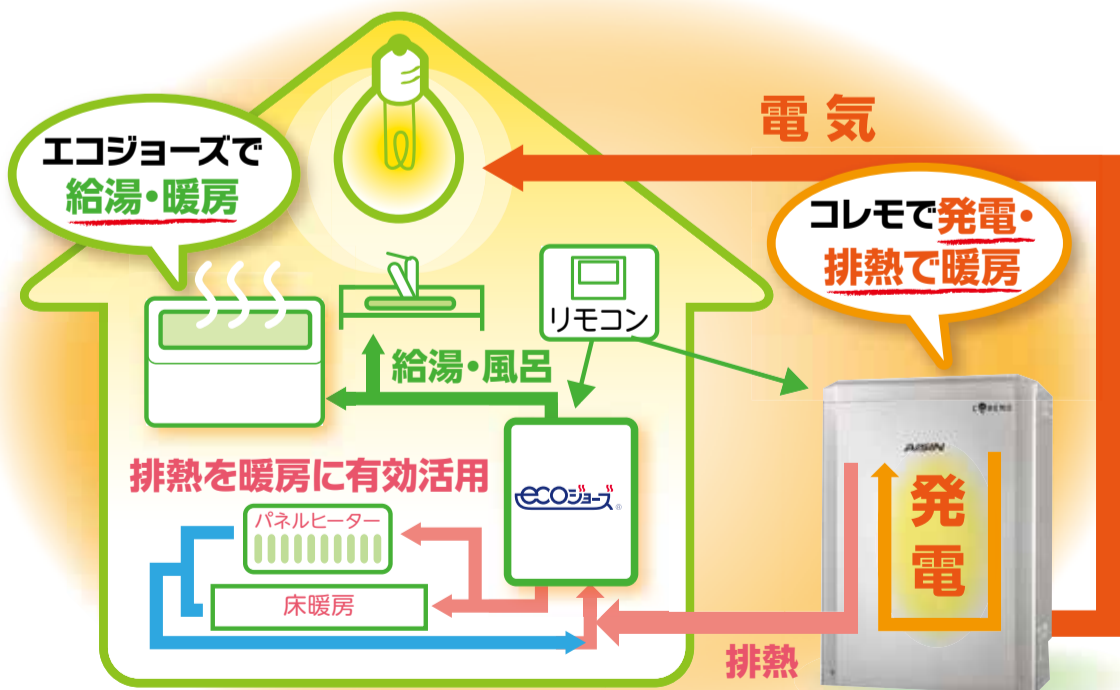 電気
エコジョーズで
給湯・暖房
コレモで発電・
排熱で暖房
リモコン
給湯・風呂
COREMO
AISIN
排熱を暖房に有効活用
ecoジョーズ®
発
電
パネルヒーター
床暖房
排熱